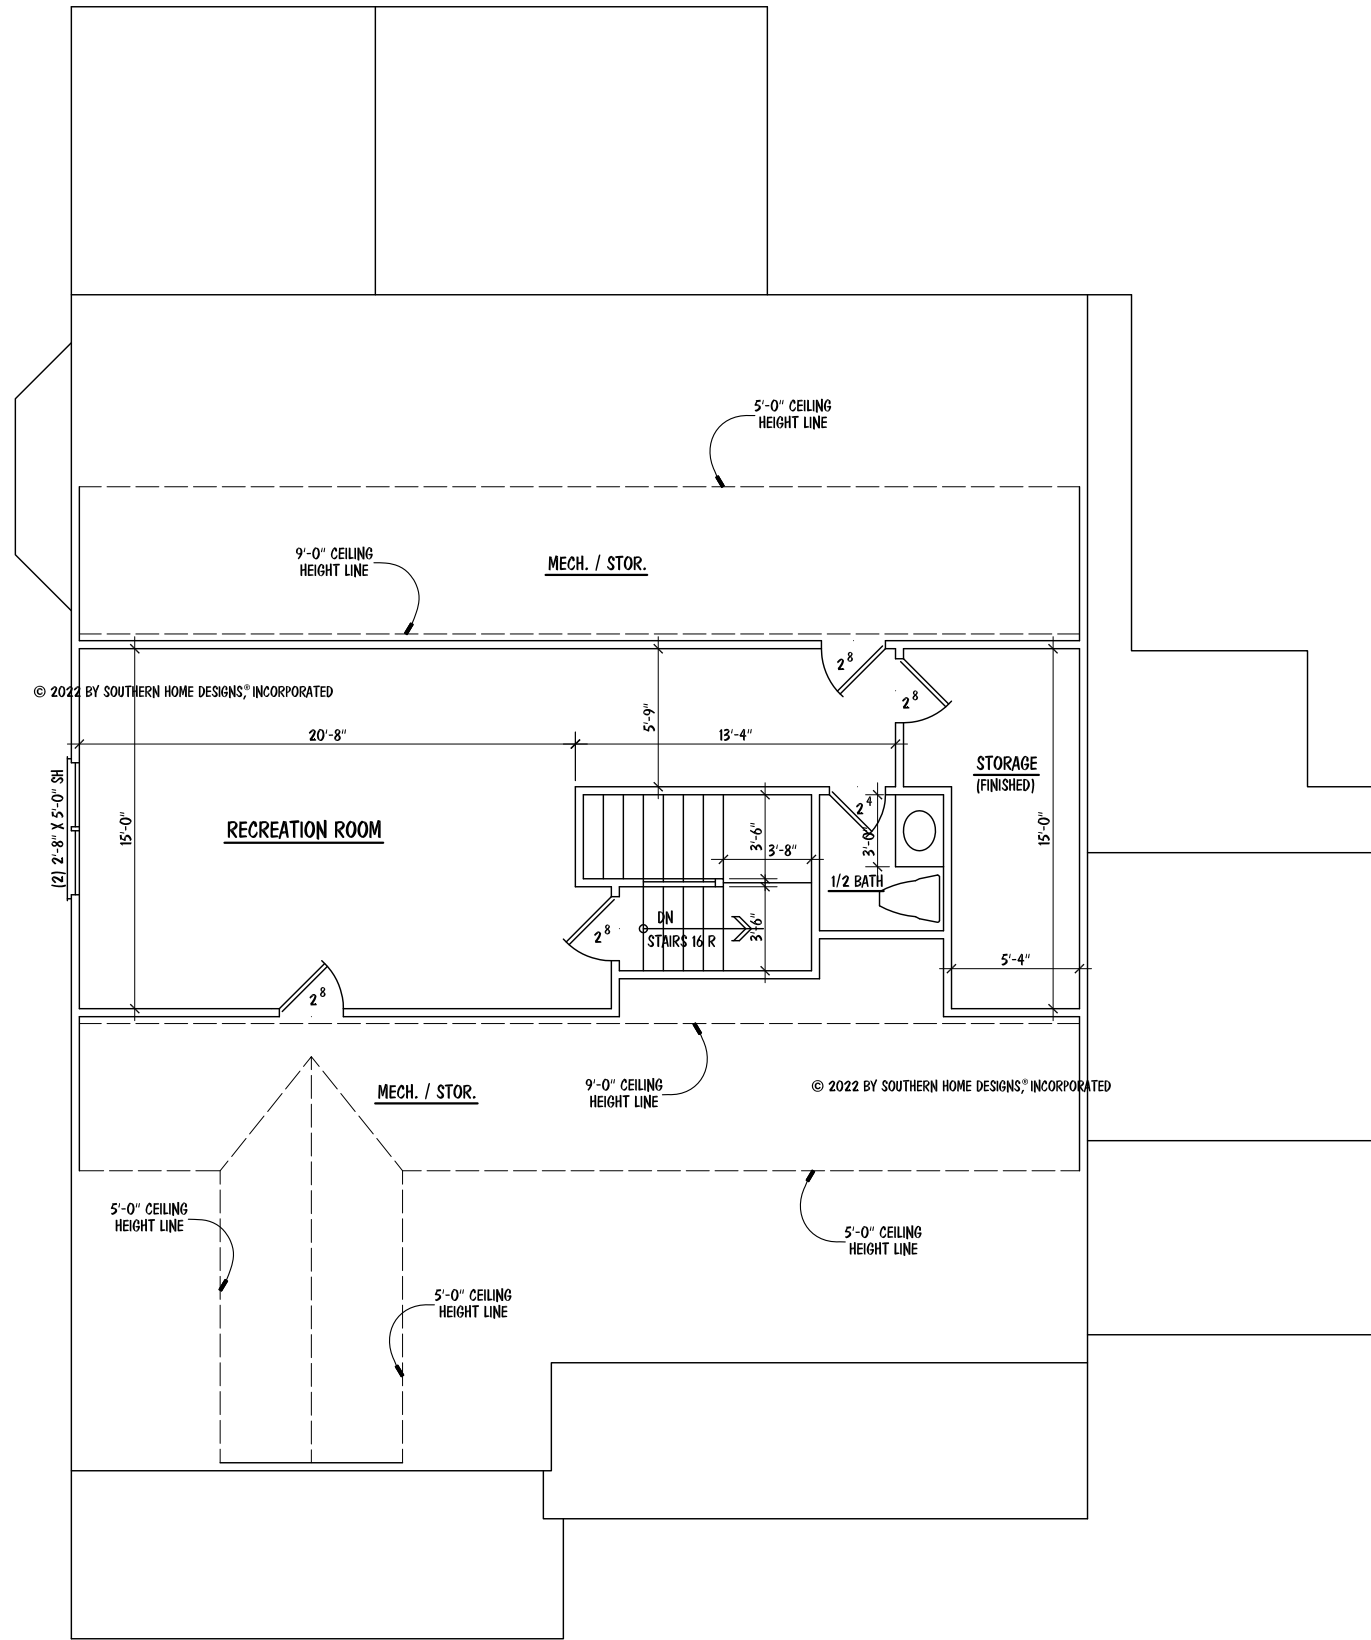 5'-0" CEILING
HEIGHT LINE
9'-0" CEILING
HEIGHT LINE
MECH. / STOR.
2 8
2 8
© 2022 BY SOUTHERN HOME DESIGNS,® INCORPORATED
5'-9"
20'-8"
13'-4"
STORAGE
(FINISHED)
(2) 2'-8" X 5'-0" SH
15'-0"
RECREATION ROOM
2 4
3'-6"
3'-0"
15'-0"
3'-8"
1/2 BATH
DN
2 8
STAIRS 16 R
3'-6"
5'-4"
2 8
9'-0" CEILING
HEIGHT LINE
MECH. / STOR.
© 2022 BY SOUTHERN HOME DESIGNS,® INCORPORATED
5'-0" CEILING
HEIGHT LINE
5'-0" CEILING
HEIGHT LINE
5'-0" CEILING
HEIGHT LINE